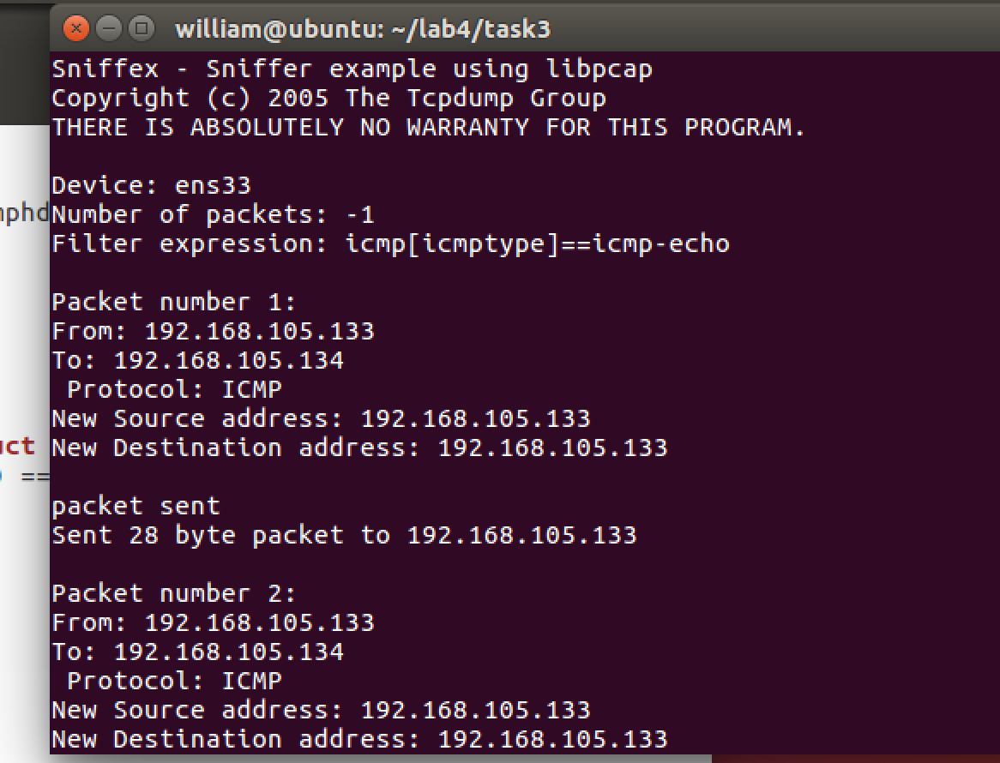 william@ubuntu: ~/lab4/task3
Sniffex - Sniffer example using libpcap
Copyright (c) 2005 The Tcpdump Group
THERE IS ABSOLUTELY NO WARRANTY FOR THIS PROGRAM.
Device: ens33
Number of packets: -1
Filter expression: icmp[icmptype]==icmp-echo
Packet number 1:
From: 192.168.105.133
To: 192.168.105.134
Protocol: ICMP
New Source address: 192.168.105.133
New Destination address: 192.168.105.133
packet sent
Sent 28 byte packet to 192.168.105.133
Packet number 2:
From: 192.168.105.133
To: 192.168.105.134
Protocol: ICMP
New Source address: 192.168.105.133
New Destination address: 192.168.105.133